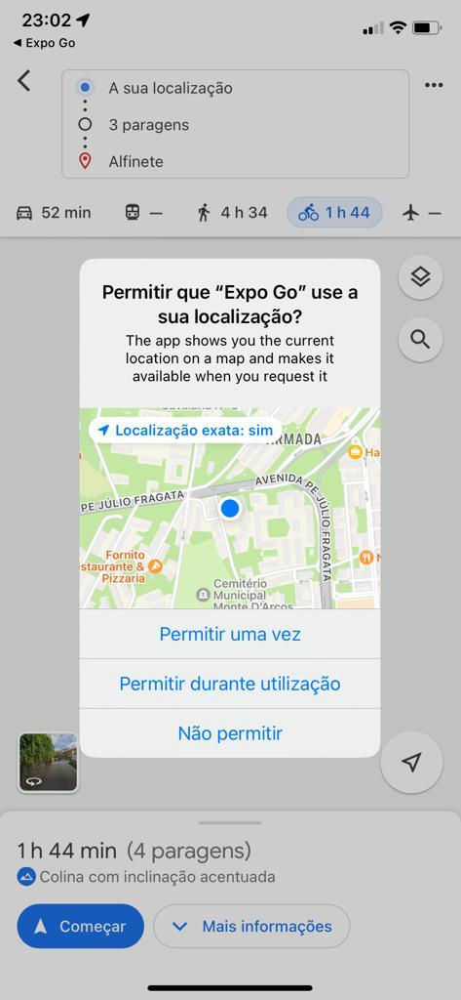 23:02
Expo Go
A sua localização
3 paragens
Alfinete
52 min
—
4 h 34
1 h 44
—
Permitir que “Expo Go” use a
sua localização?
The app shows you the current
location on a map and makes it
available when you request it
Localização exata: sim
ARMADA
Ha
AVENIDA PE JÚLIO FRAGATA
PE JÚLIO FRAGATA
Fornito
staurante &
Pizzaria
Cemitério
Municipal
Monte D'Arcos
Permitir uma vez
Permitir durante utilização
Não permitir
1 h 44 min (4 paragens)
Colina com inclinação acentuada
Começar
Mais informações